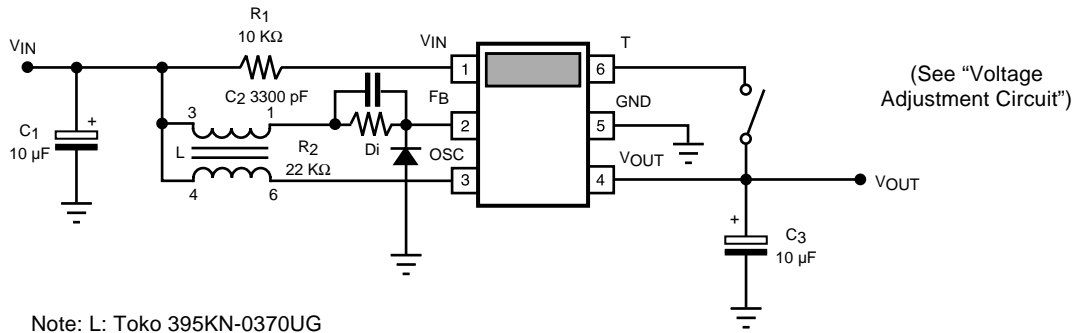 R1
10 KΩ
VIN
VIN
1
T
6
(See “Voltage
Adjustment Circuit”)
C2 3300 pF
FB
GND
C1
+
10 µF
3
1
2
5
L
R2
22 KΩ
Di
OSC
VOUT
4
6
3
4
VOUT
+
C3
10 µF
Note: L: Toko 395KN-0370UG